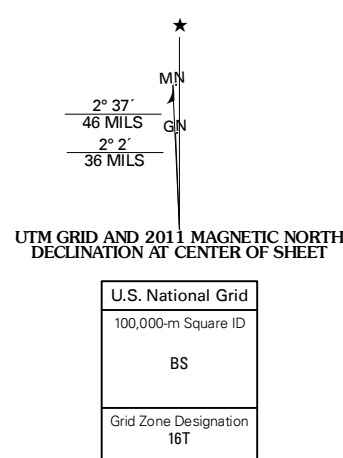 ★
MN
2° 37´
46 MILS
GN
2° 2´
36 MILS
UTM GRID AND 2011 MAGNETIC NORTH
DECLINATION AT CENTER OF SHEET
U.S. National Grid
100,000-m Square ID
BS
Grid Zone Designation
16T